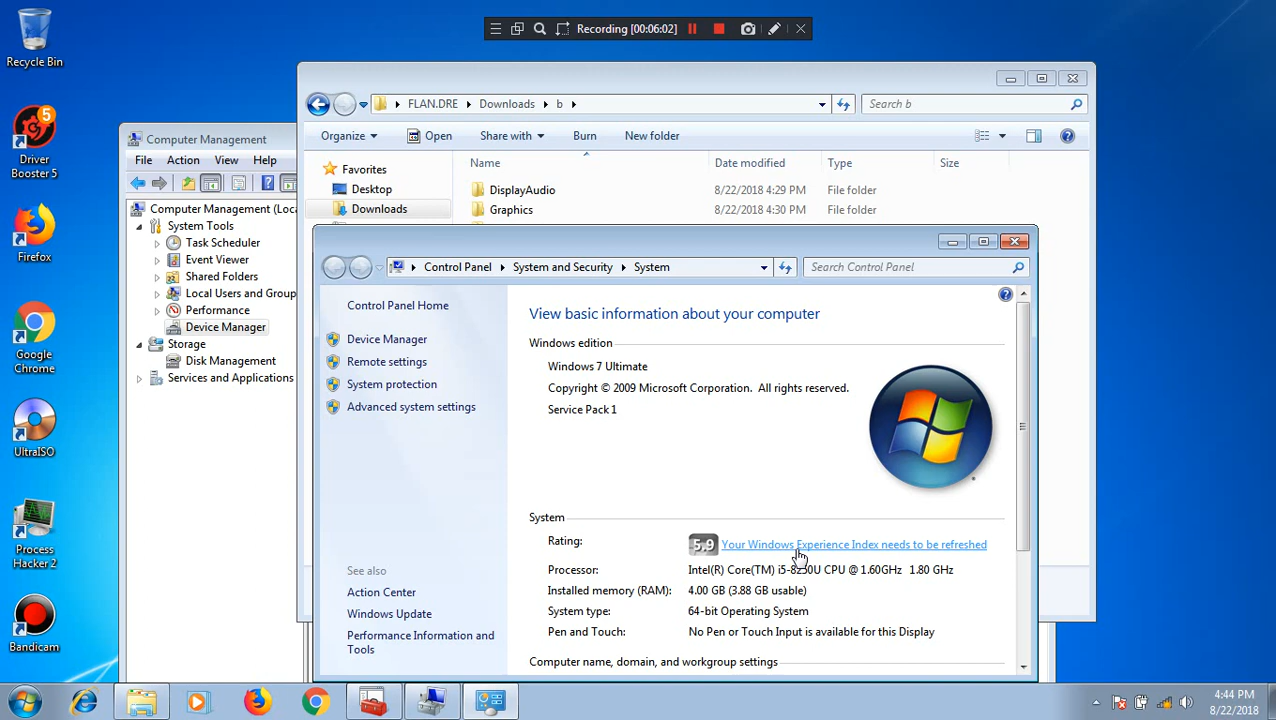 Recording [00:06:02]
Recycle Bin
5
Driver
Booster 5
Firefox
Google
Chrome
UltraISO
Process
Hacker 2
Bandicam
Computer Management
File Action View Help
Computer Management (Loca
System Tools
Task Scheduler
Event Viewer
Shared Folders
Local Users and Group
Performance
Device Manager
Storage
Disk Management
Services and Applications
FLAN.DRE Downloads b
Search b
Organize Open Share with Burn New folder
Favorites
Desktop
Downloads
Name Date modified Type Size
DisplayAudio 8/22/2018 4:29 PM File folder
Graphics 8/22/2018 4:30 PM File folder
Control Panel System and Security System
Search Control Panel
Control Panel Home
Device Manager
Remote settings
System protection
Advanced system settings
See also
Action Center
Windows Update
Performance Information and
Tools
View basic information about your computer
Windows edition
Windows 7 Ultimate
Copyright © 2009 Microsoft Corporation. All rights reserved.
Service Pack 1
System
Rating: 5,9 Your Windows Experience Index needs to be refreshed
Processor: Intel(R) Core(TM) i5-8250U CPU @ 1.60GHz 1.80 GHz
Installed memory (RAM): 4.00 GB (3.88 GB usable)
System type: 64-bit Operating System
Pen and Touch: No Pen or Touch Input is available for this Display
Computer name, domain, and workgroup settings
4:44 PM
8/22/2018